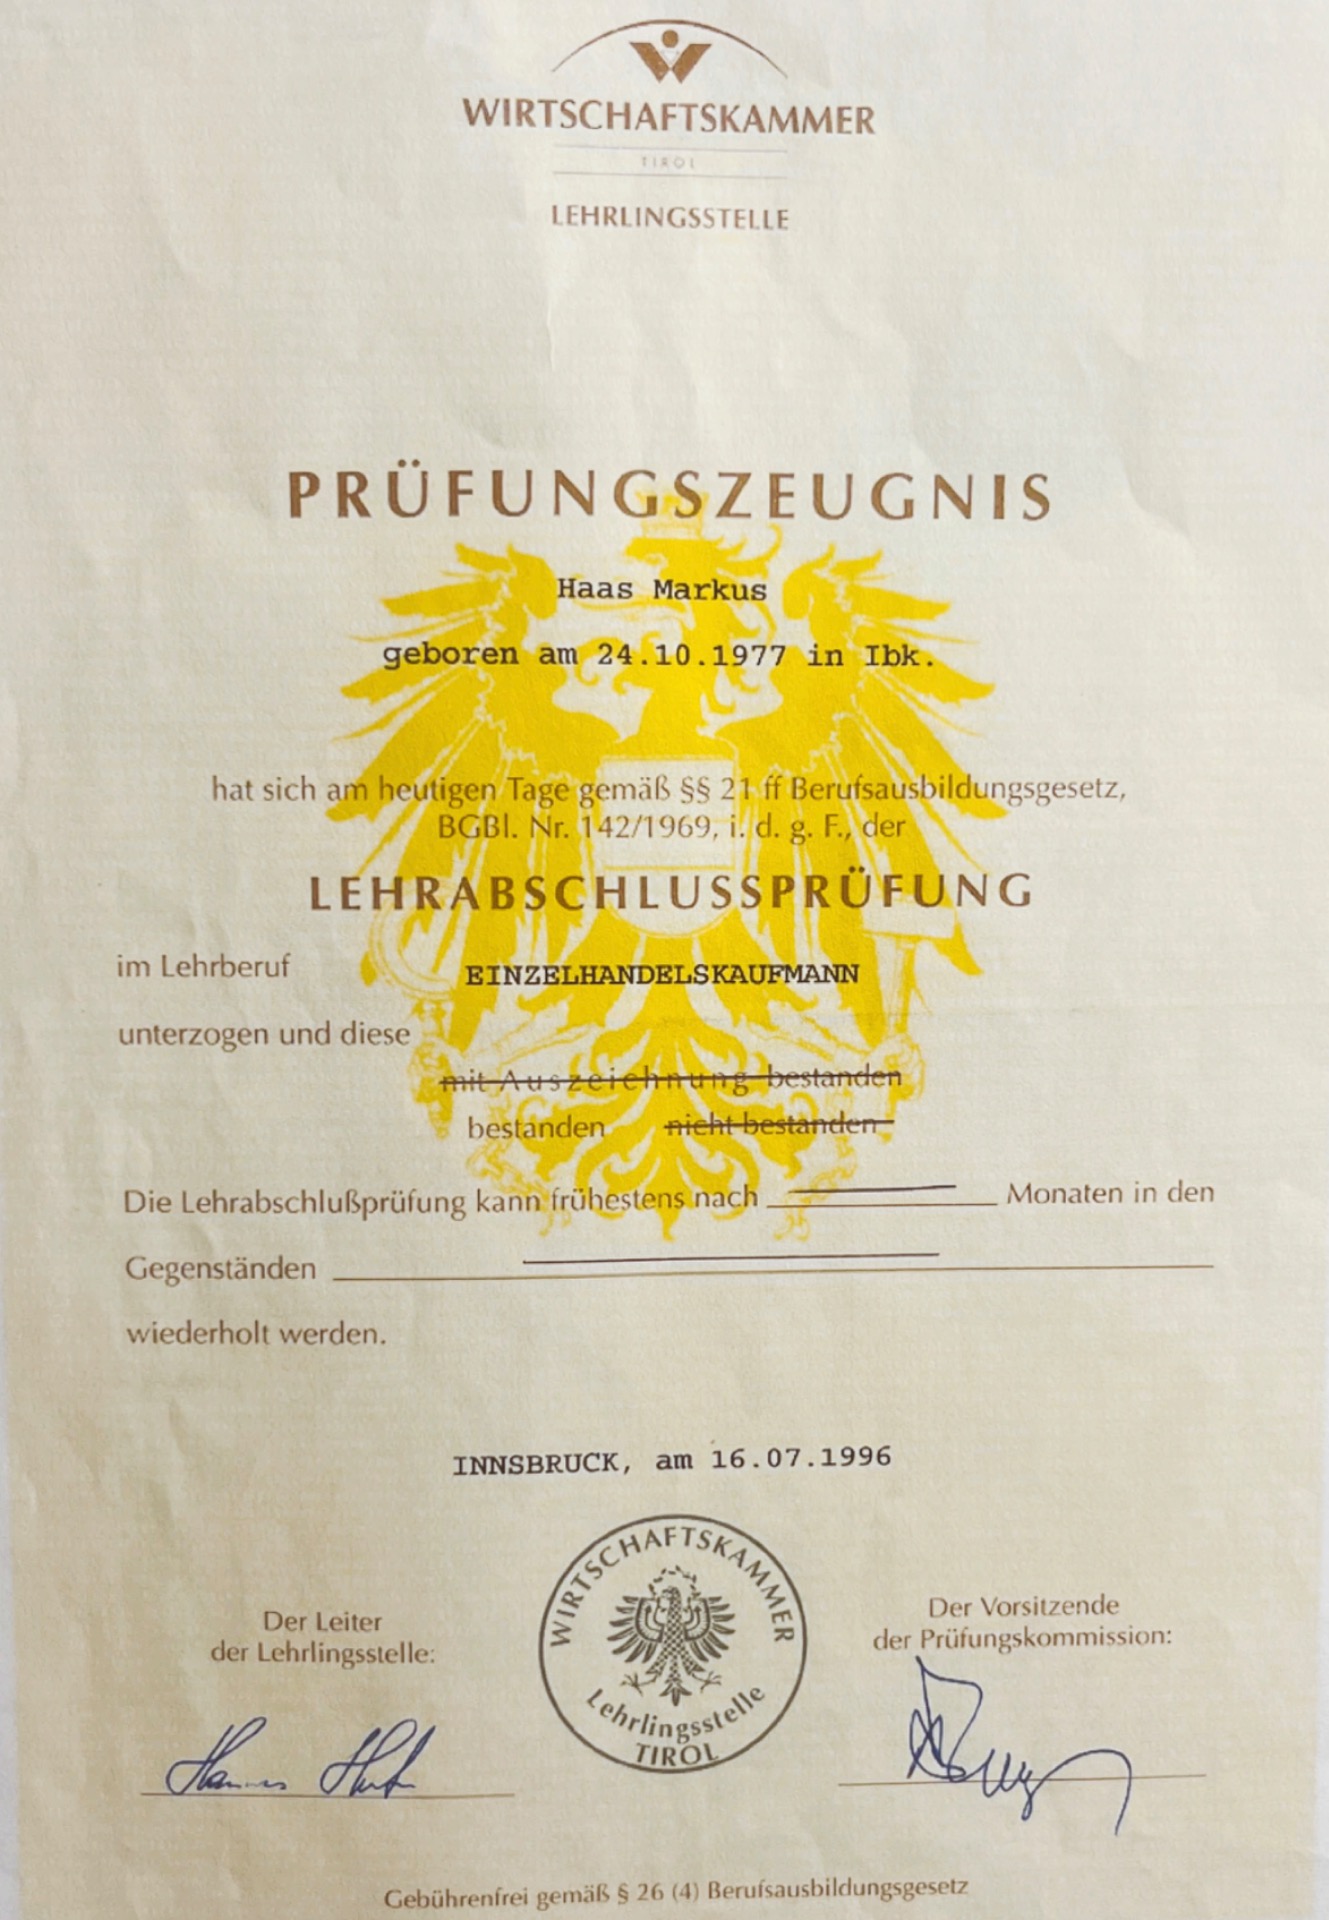 WIRTSCHAFTSKAMMER
TIROL
LEHRLINGSSTELLE
PRÜFUNGSZEUGNIS
Haas Markus
geboren am 24.10.1977 in Ibk.
hat sich am heutigen Tage gemäß §§ 21 ff Berufsausbildungsgesetz,
BGBl. Nr. 142/1969, i. d. g. F., der
LEHRABSCHLUSSPRÜFUNG
im Lehrberuf EINZELHANDELSKAUFMANN
unterzogen und diese
mit Auszeichnung bestanden
bestanden nicht bestanden
Die Lehrabschlußprüfung kann frühestens nach Monaten in den
Gegenständen
wiederholt werden.
INNSBRUCK, am 16.07.1996
WIRTSCHAFTSKAMMER
Lehrlingsstelle
TIROL
Der Leiter
der Lehrlingsstelle:
Der Vorsitzende
der Prüfungskommission:
Gebührenfrei gemäß § 26 (4) Berufsausbildungsgesetz